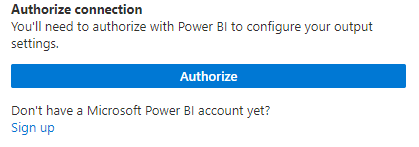 Authorize connection
You'll need to authorize with Power BI to configure your output
settings.
Authorize
Don't have a Microsoft Power BI account yet?
Sign up